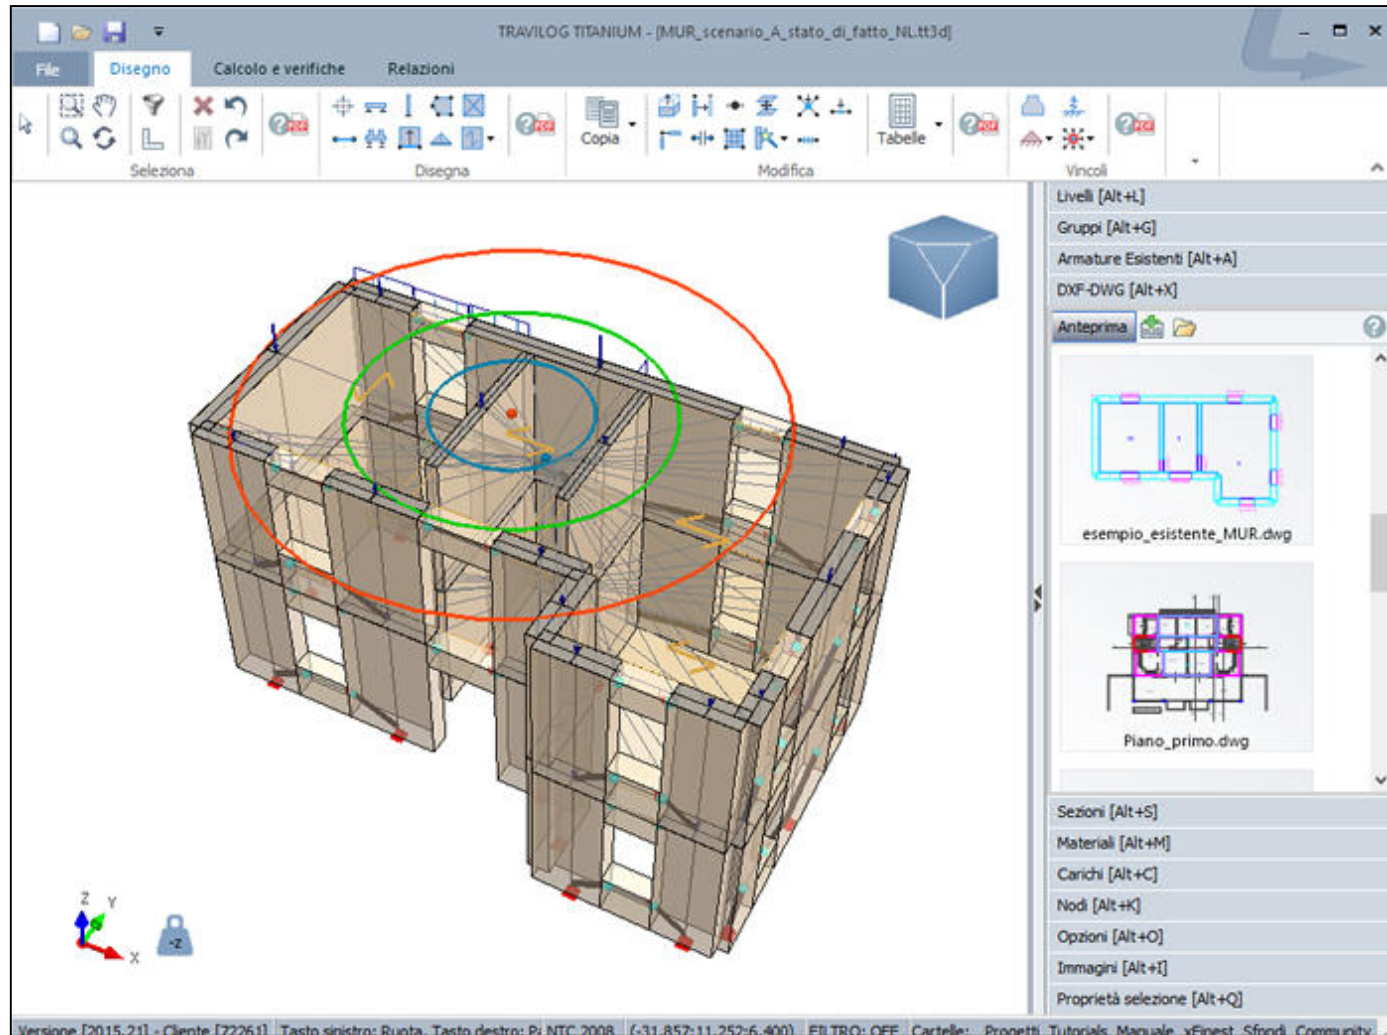 TRAVILOG TITANIUM - [MUR_scenario_A_stato_di_fatto_NL.tt3d]
File Disegno Calcolo e verifiche Relazioni
Copia Tabelle
Seleziona Disegna Modifica Vincoli
Livelli [Alt+L]
Gruppi [Alt+G]
Armature Esistenti [Alt+A]
DXF-DWG [Alt+X]
Anteprima
esempio_esistente_MUR.dwg
Piano_primo.dwg
Sezioni [Alt+S]
Materiali [Alt+M]
Carichi [Alt+C]
Nodi [Alt+K]
Opzioni [Alt+O]
Immagini [Alt+I]
Proprietà selezione [Alt+Q]
Z
Y
X
-Z
Versione [2015.21] - Cliente [72261] Tasto sinistro: Ruota, Tasto destro: Pa NTC 2008 (-31.857;11.252;6.400) FILTRO: OFF Cartelle: Progetti Tutorials Manuale xFinest Sfondi Community